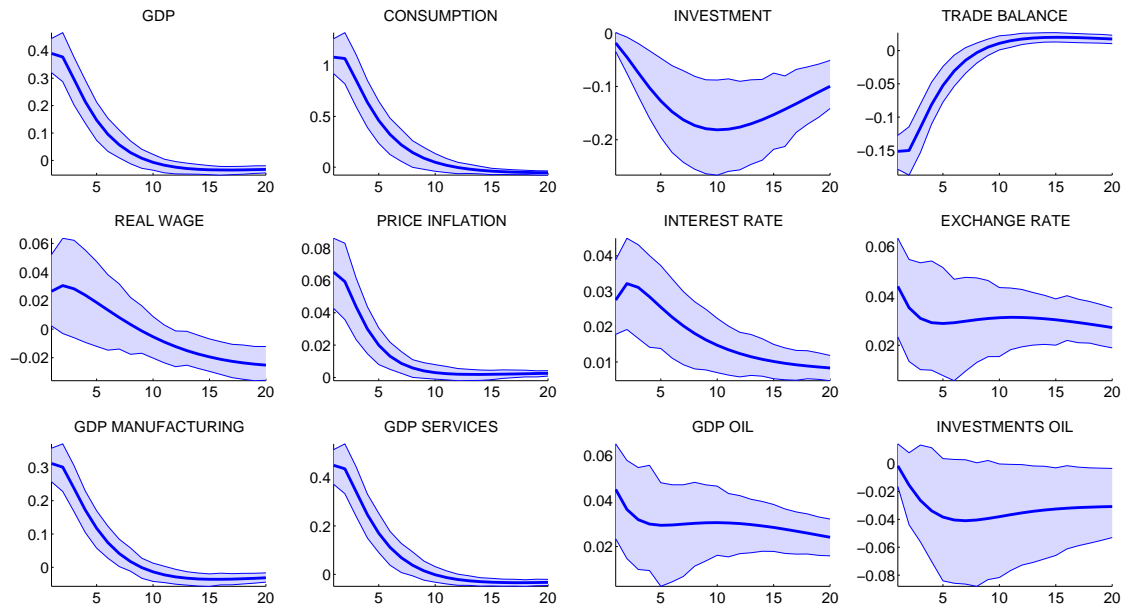 GDP
0.4
0.3
0.2
0.1
0
5 10 15 20
CONSUMPTION
1
0.5
0
5 10 15 20
INVESTMENT
0
−0.1
−0.2
5 10 15 20
TRADE BALANCE
0
−0.05
−0.1
−0.15
5 10 15 20
REAL WAGE
0.06
0.04
0.02
0
−0.02
5 10 15 20
PRICE INFLATION
0.08
0.06
0.04
0.02
0
5 10 15 20
INTEREST RATE
0.04
0.03
0.02
0.01
5 10 15 20
EXCHANGE RATE
0.06
0.04
0.02
5 10 15 20
GDP MANUFACTURING
0.3
0.2
0.1
0
5 10 15 20
GDP SERVICES
0.4
0.2
0
5 10 15 20
GDP OIL
0.06
0.04
0.02
5 10 15 20
INVESTMENTS OIL
0
−0.02
−0.04
−0.06
−0.08
5 10 15 20